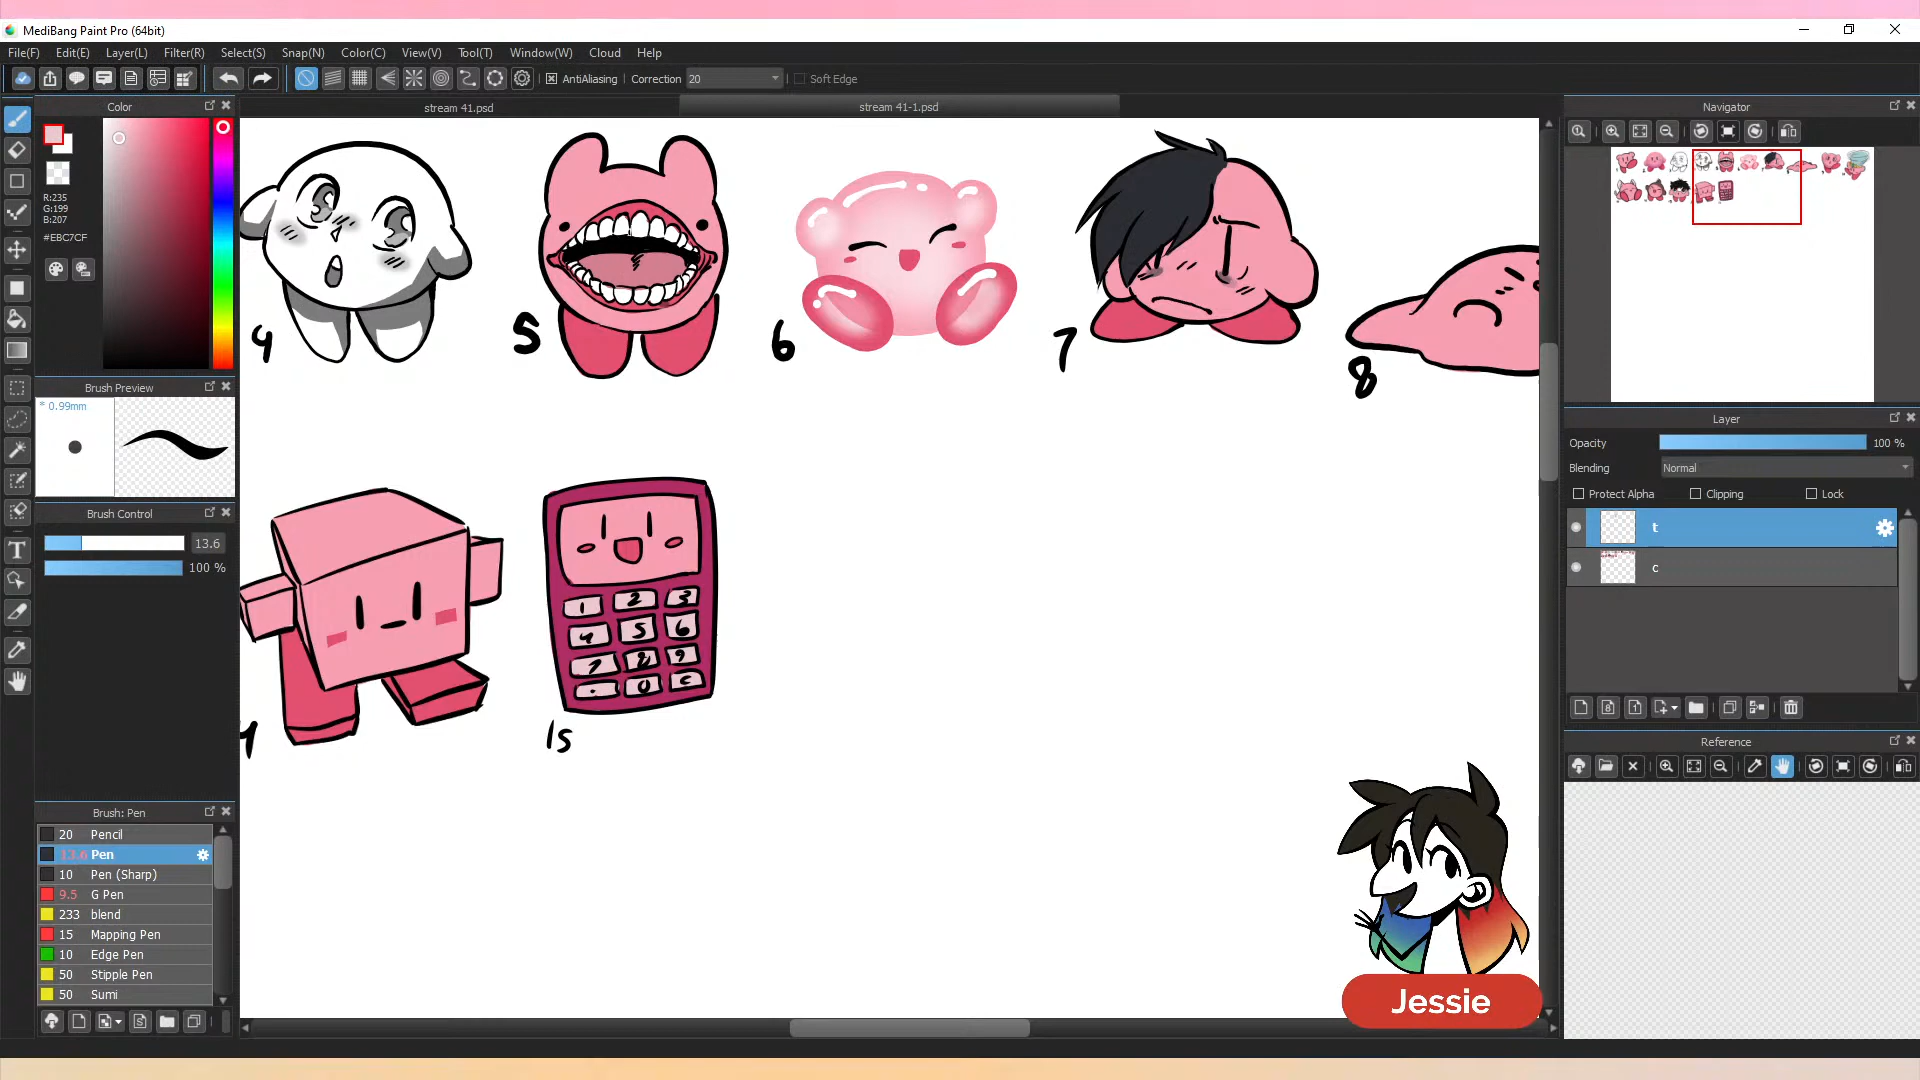 MediBang Paint Pro (64bit)
File(F) Edit(E) Layer(L) Filter(R) Select(S) Snap(N) Color(C) View(V) Tool(T) Window(W) Cloud Help
AntiAliasing Correction 20 Soft Edge
Color
stream 41.psd
stream 41-1.psd
Navigator
R:235
G:199
B:207
#EBC7CF
Brush Preview
* 0.99mm
Brush Control
13.6
100 %
Brush: Pen
20 Pencil
13.6 Pen
10 Pen (Sharp)
9.5 G Pen
233 blend
15 Mapping Pen
10 Edge Pen
50 Stipple Pen
50 Sumi
4
5
6
7
8
1 2 3
4 5 6
7 8 9
. 0 c
15
Layer
Opacity 100 %
Blending Normal
Protect Alpha Clipping Lock
t
c
Reference
Jessie